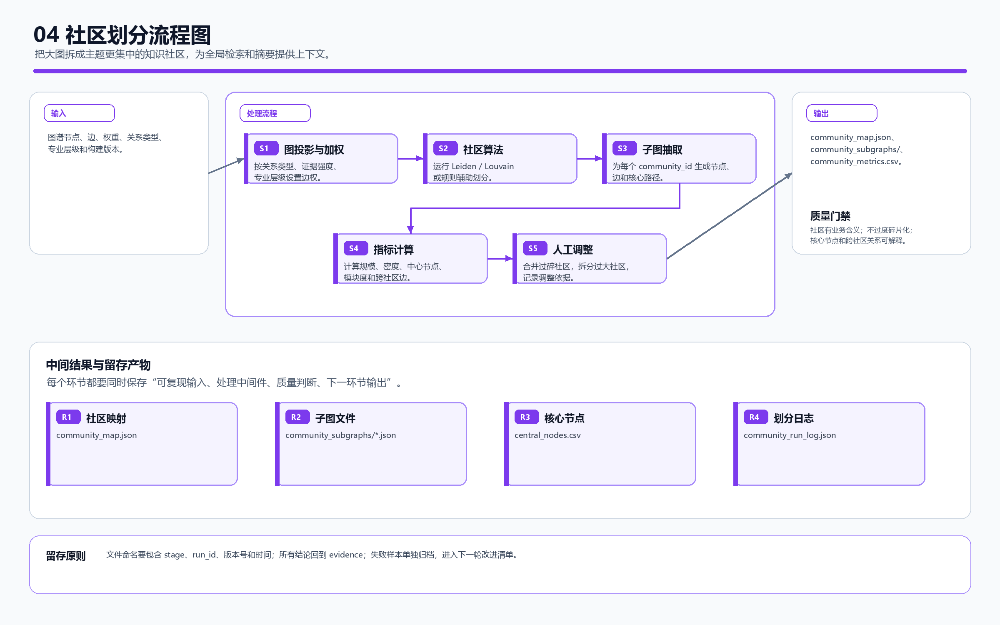 04 社区划分流程图
把大图拆成主题更集中的知识社区，为全局检索和摘要提供上下文。
输入
图谱节点、边、权重、关系类型、
专业层级和构建版本。
处理流程
S1 图投影与加权
按关系类型、证据强度、
专业层级设置边权。
S2 社区算法
运行 Leiden / Louvain
或规则辅助划分。
S3 子图抽取
为每个 community_id 生成节点、
边和核心路径。
S4 指标计算
计算规模、密度、中心节点、
模块度和跨社区边。
S5 人工调整
合并过碎社区，拆分过大社区，
记录调整依据。
输出
community_map.json、
community_subgraphs/、
community_metrics.csv。
质量门禁
社区有业务含义；不过度碎片化；
核心节点和跨社区关系可解释。
中间结果与留存产物
每个环节都要同时保存“可复现输入、处理中间件、质量判断、下一环节输出”。
R1 社区映射
community_map.json
R2 子图文件
community_subgraphs/*.json
R3 核心节点
central_nodes.csv
R4 划分日志
community_run_log.json
留存原则
文件命名要包含 stage、run_id、版本号和时间；所有结论回到 evidence；失败样本单独归档，进入下一轮改进清单。